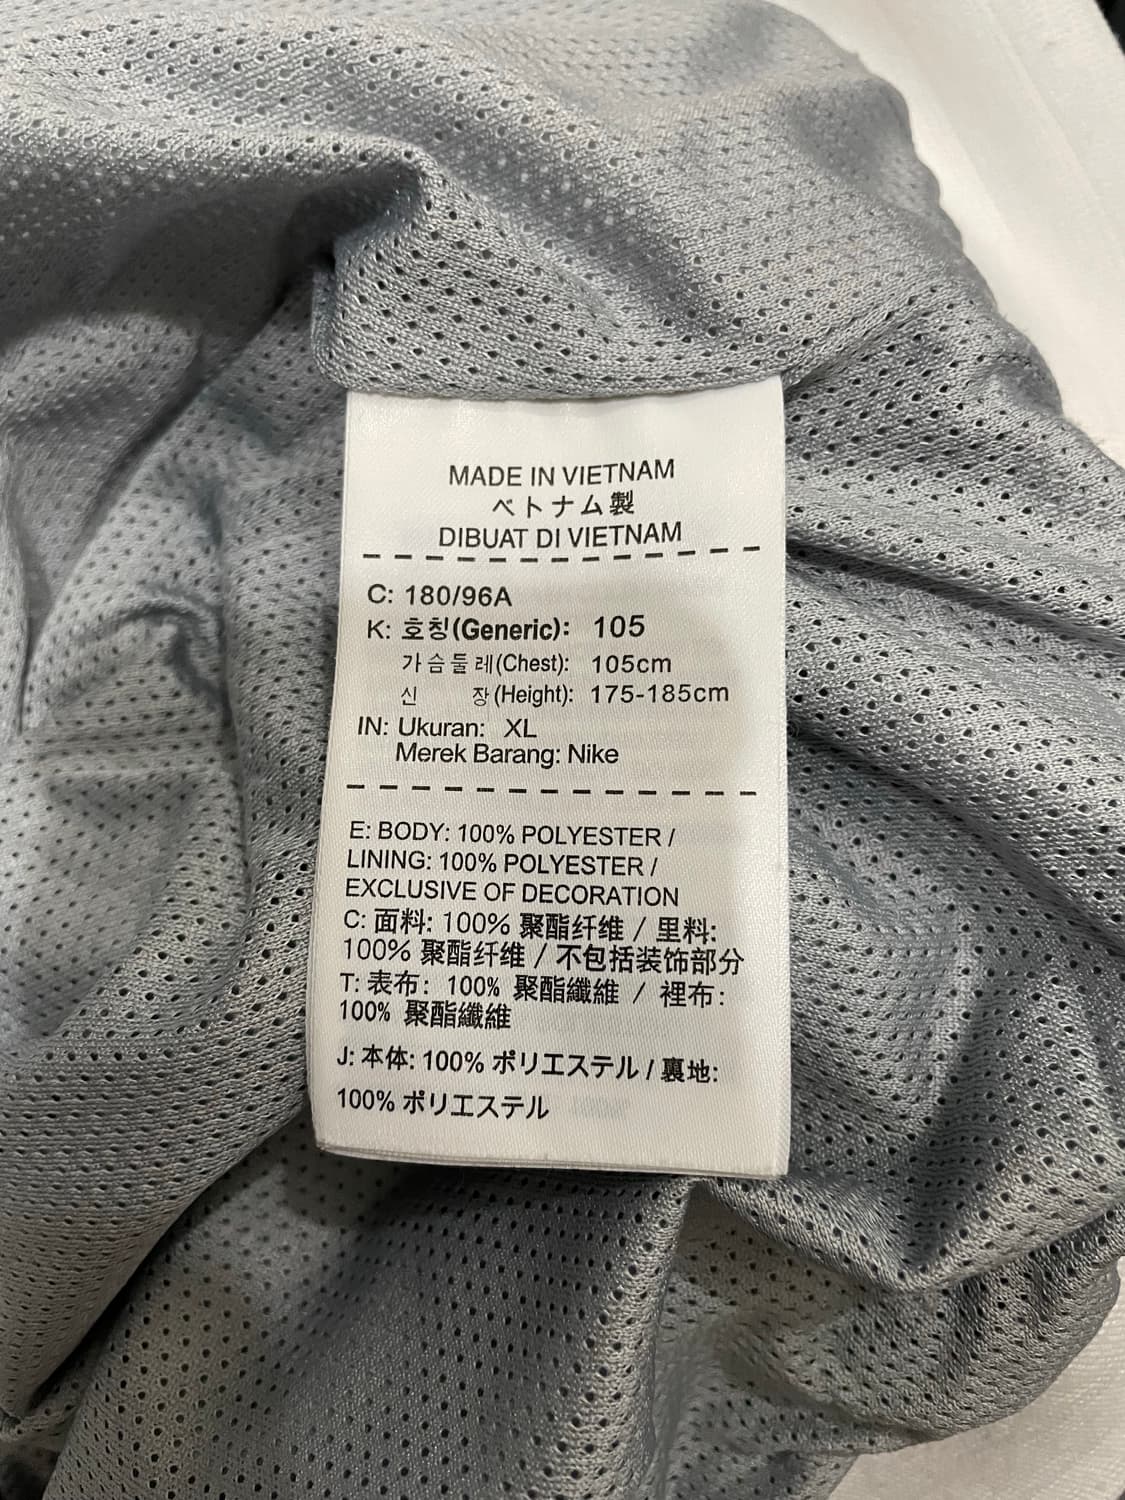 MADE IN VIETNAM
ベトナム製
DIBUAT DI VIETNAM
C: 180/96A
K: 호칭(Generic): 105
가슴둘레(Chest): 105cm
신 장(Height): 175-185cm
IN: Ukuran: XL
Merek Barang: Nike
E: BODY: 100% POLYESTER /
LINING: 100% POLYESTER /
EXCLUSIVE OF DECORATION
C: 面料: 100% 聚酯纤维 / 里料:
100% 聚酯纤维 / 不包括装饰部分
T: 表布: 100% 聚酯纖維 / 裡布:
100% 聚酯纖維
J: 本体: 100% ポリエステル / 裏地:
100% ポリエステル